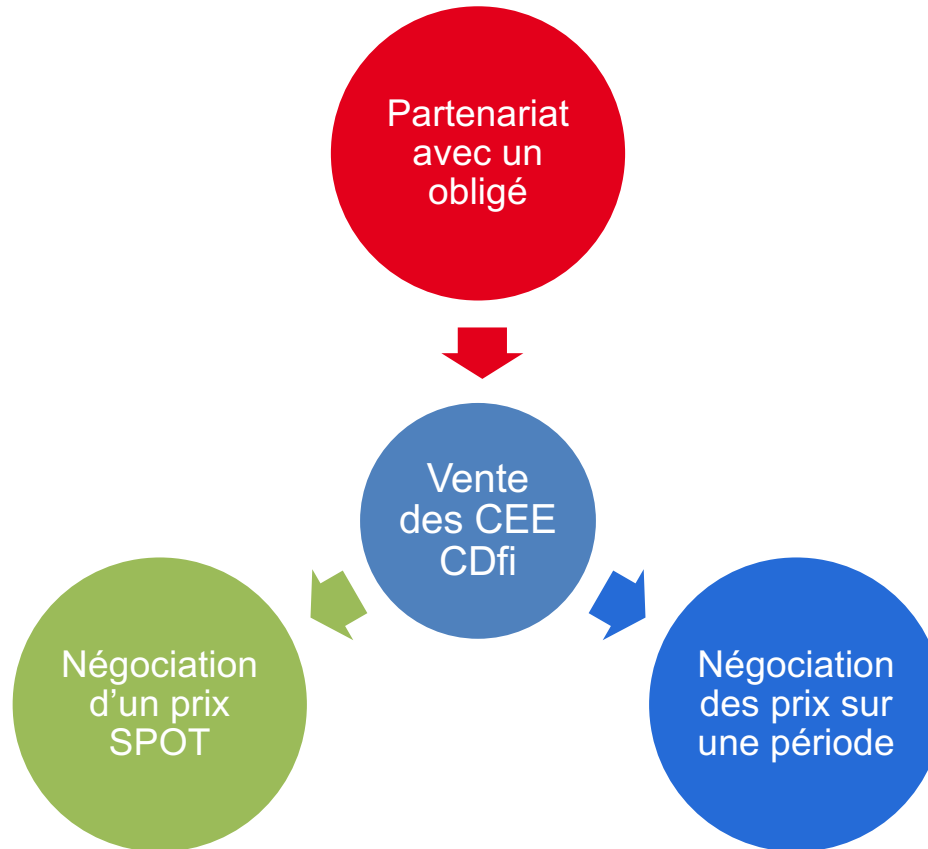 Partenariat
avec un
obligé
Vente
des CEE
CDfi
Négociation
d’un prix
SPOT
Négociation
des prix sur
une période